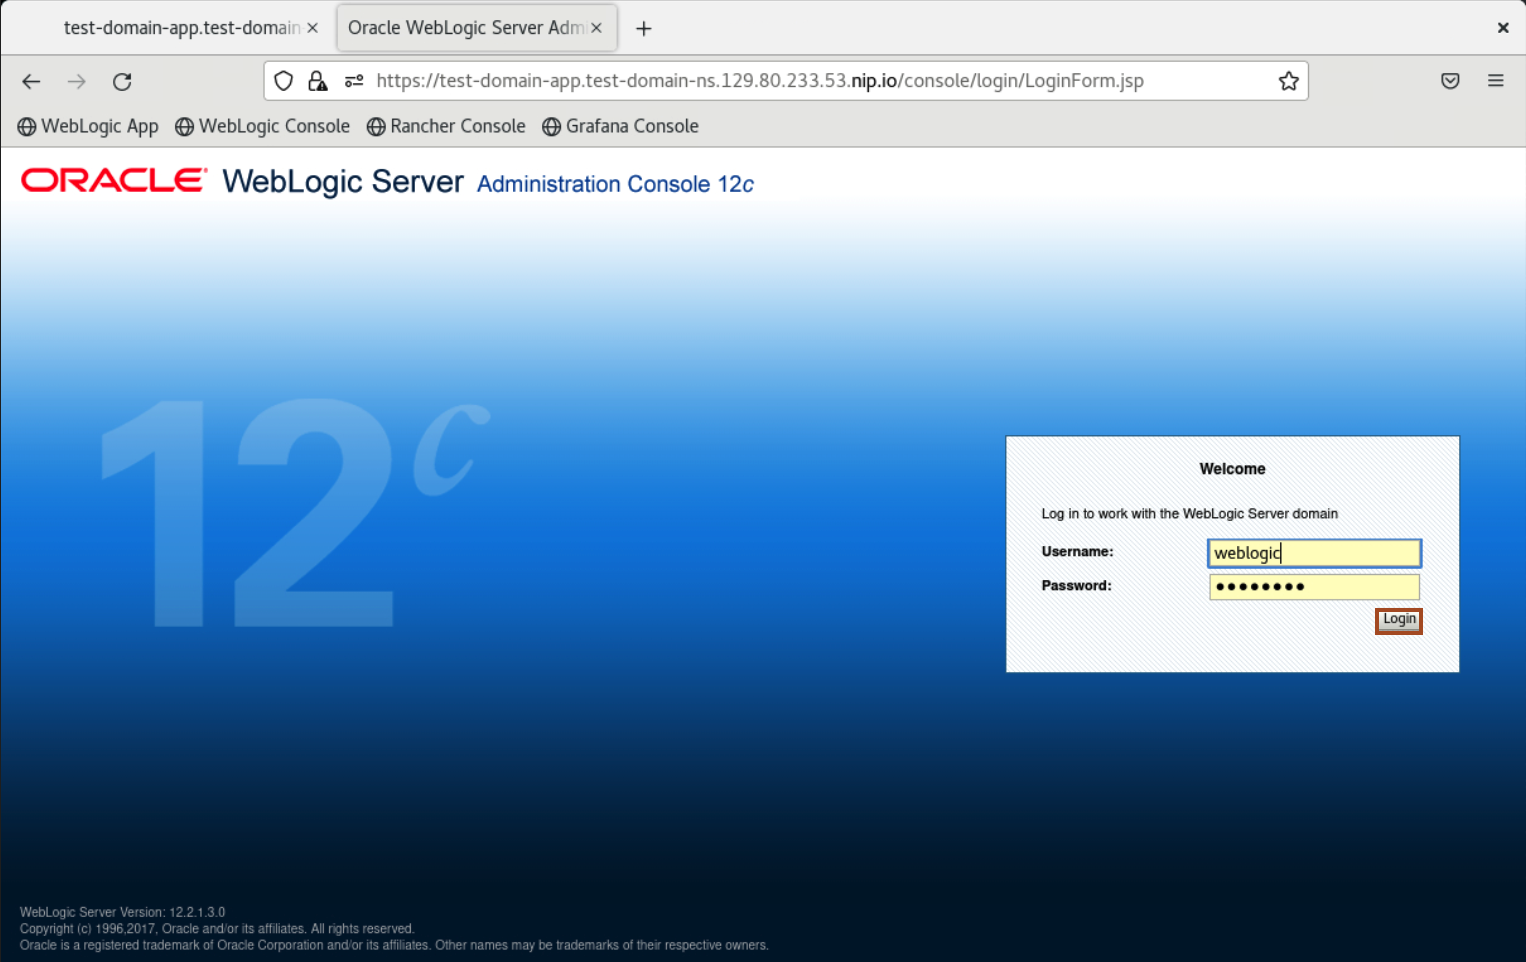 test-domain-app.test-domain
Oracle WebLogic Server Admi
https://test-domain-app.test-domain-ns.129.80.233.53.nip.io/console/login/LoginForm.jsp
WebLogic App WebLogic Console Rancher Console Grafana Console
ORACLE WebLogic Server Administration Console 12c
12c
Welcome
Log in to work with the WebLogic Server domain
Username: weblogic
Password: ••••••••
Login
WebLogic Server Version: 12.2.1.3.0
Copyright (c) 1996,2017, Oracle and/or its affiliates. All rights reserved.
Oracle is a registered trademark of Oracle Corporation and/or its affiliates. Other names may be trademarks of their respective owners.